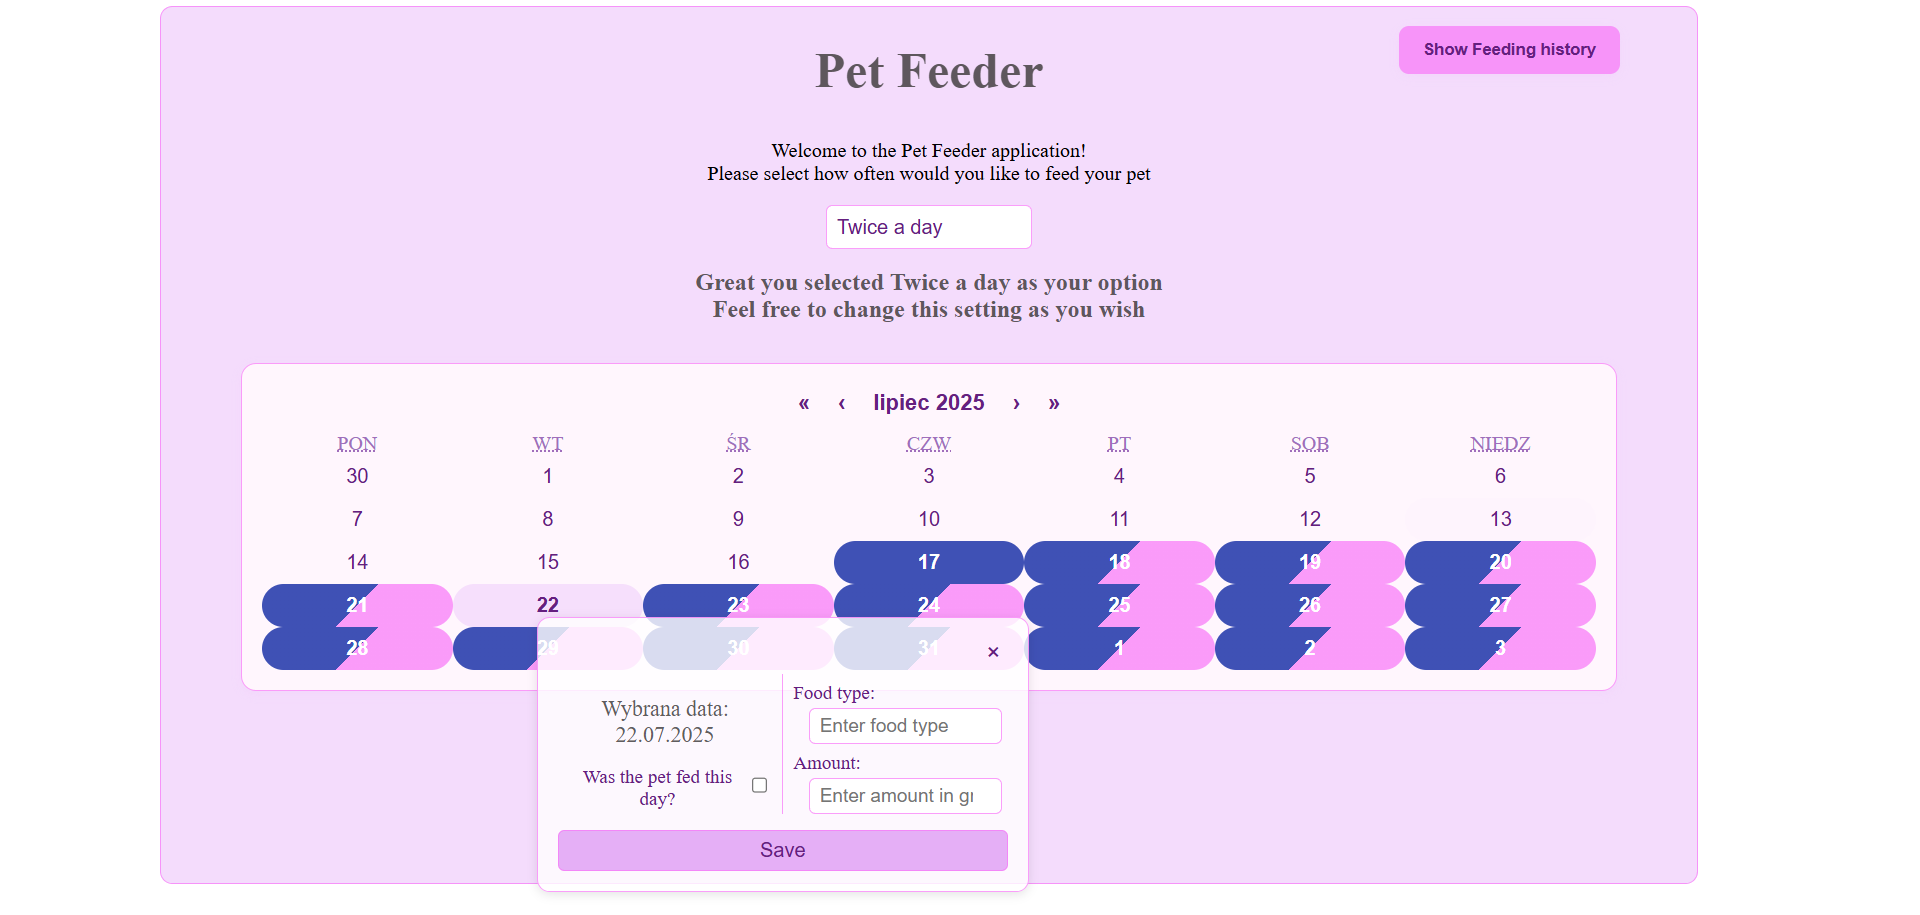 Show Feeding history
Pet Feeder
Welcome to the Pet Feeder application!
Please select how often would you like to feed your pet
Twice a day
Great you selected Twice a day as your option
Feel free to change this setting as you wish
« ‹ lipiec 2025 › »
PON WT ŚR CZW PT SOB NIEDZ
30 1 2 3 4 5 6
7 8 9 10 11 12 13
14 15 16 17 18 19 20
21 22 23 24 25 26 27
28 29 30 31 1 2 3
×
Wybrana data:
22.07.2025
Was the pet fed this
day?
Food type:
Enter food type
Amount:
Enter amount in gr
Save